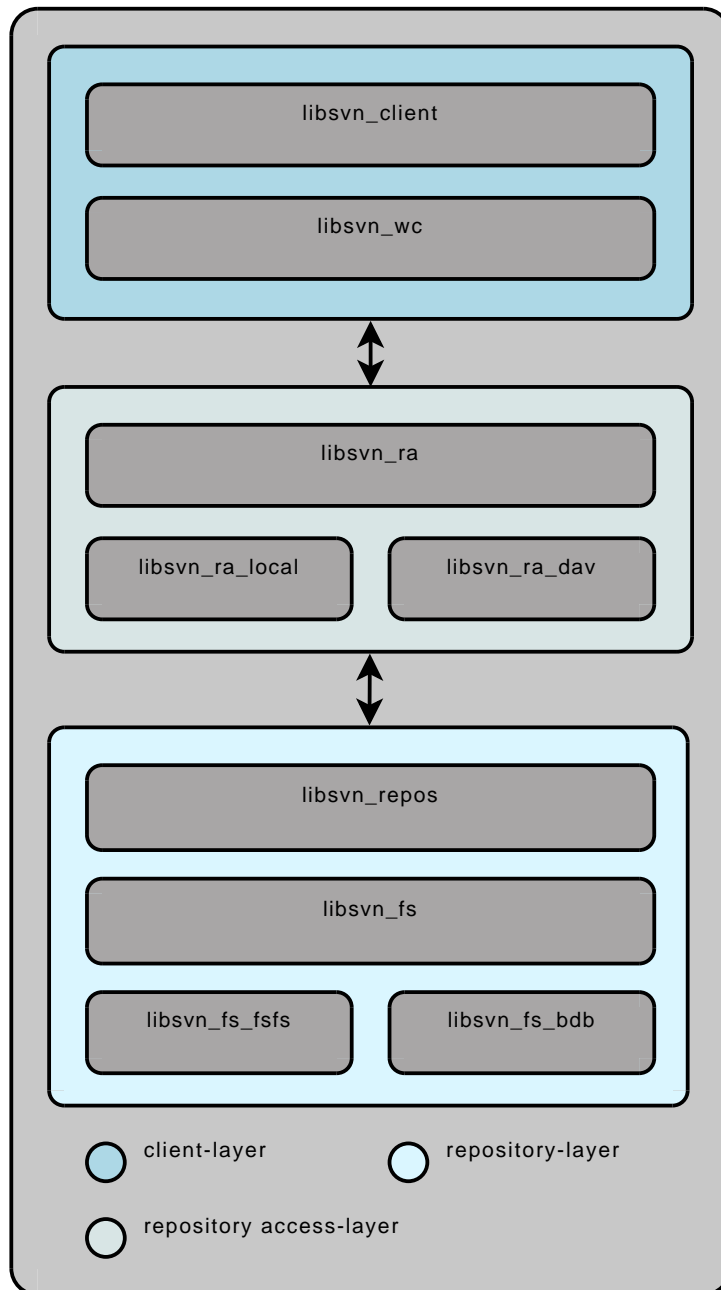 libsvn_client
libsvn_wc
libsvn_ra
libsvn_ra_local
libsvn_ra_dav
libsvn_repos
libsvn_fs
libsvn_fs_fsfs
libsvn_fs_bdb
client-layer
repository-layer
repository access-layer